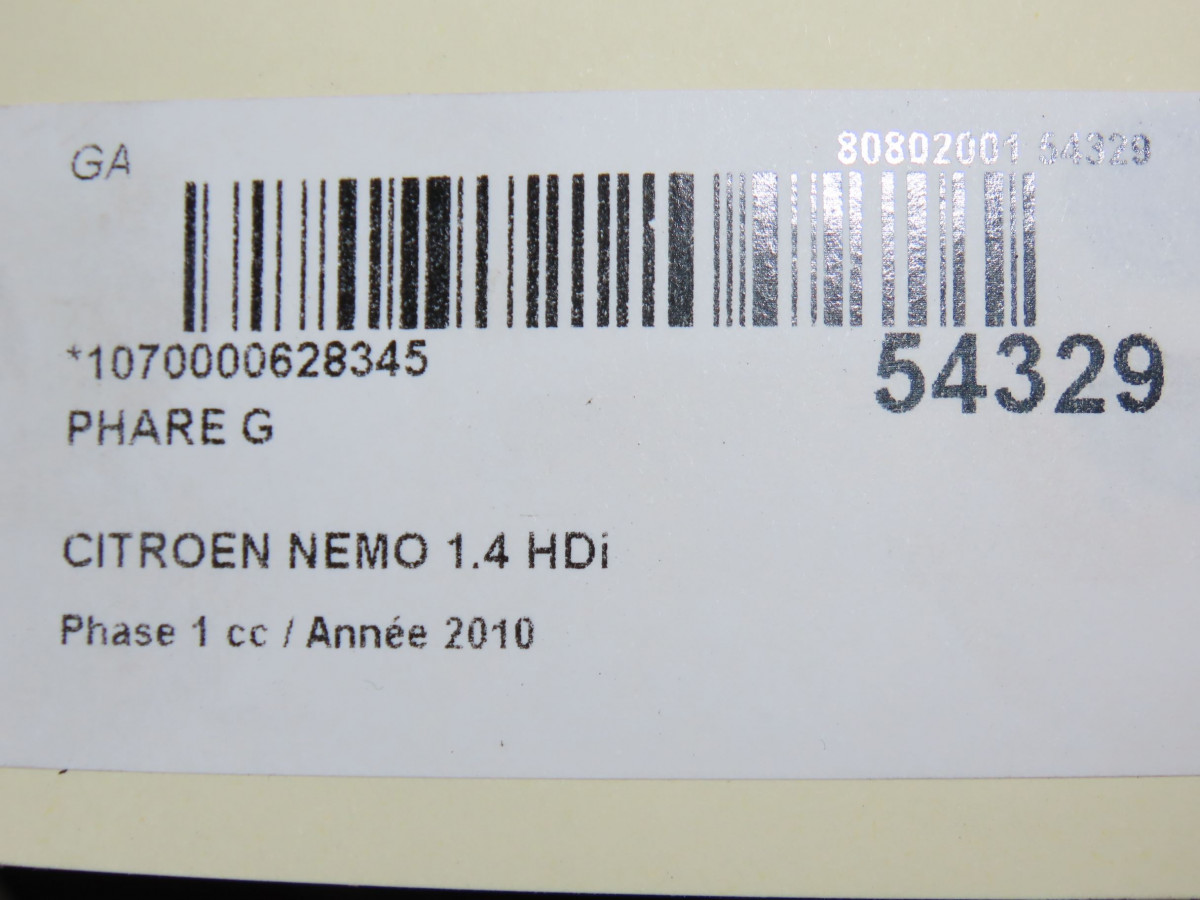 GA
80802001 54329
*1070000628345
54329
PHARE G
CITROEN NEMO 1.4 HDi
Phase 1 cc / Année 2010